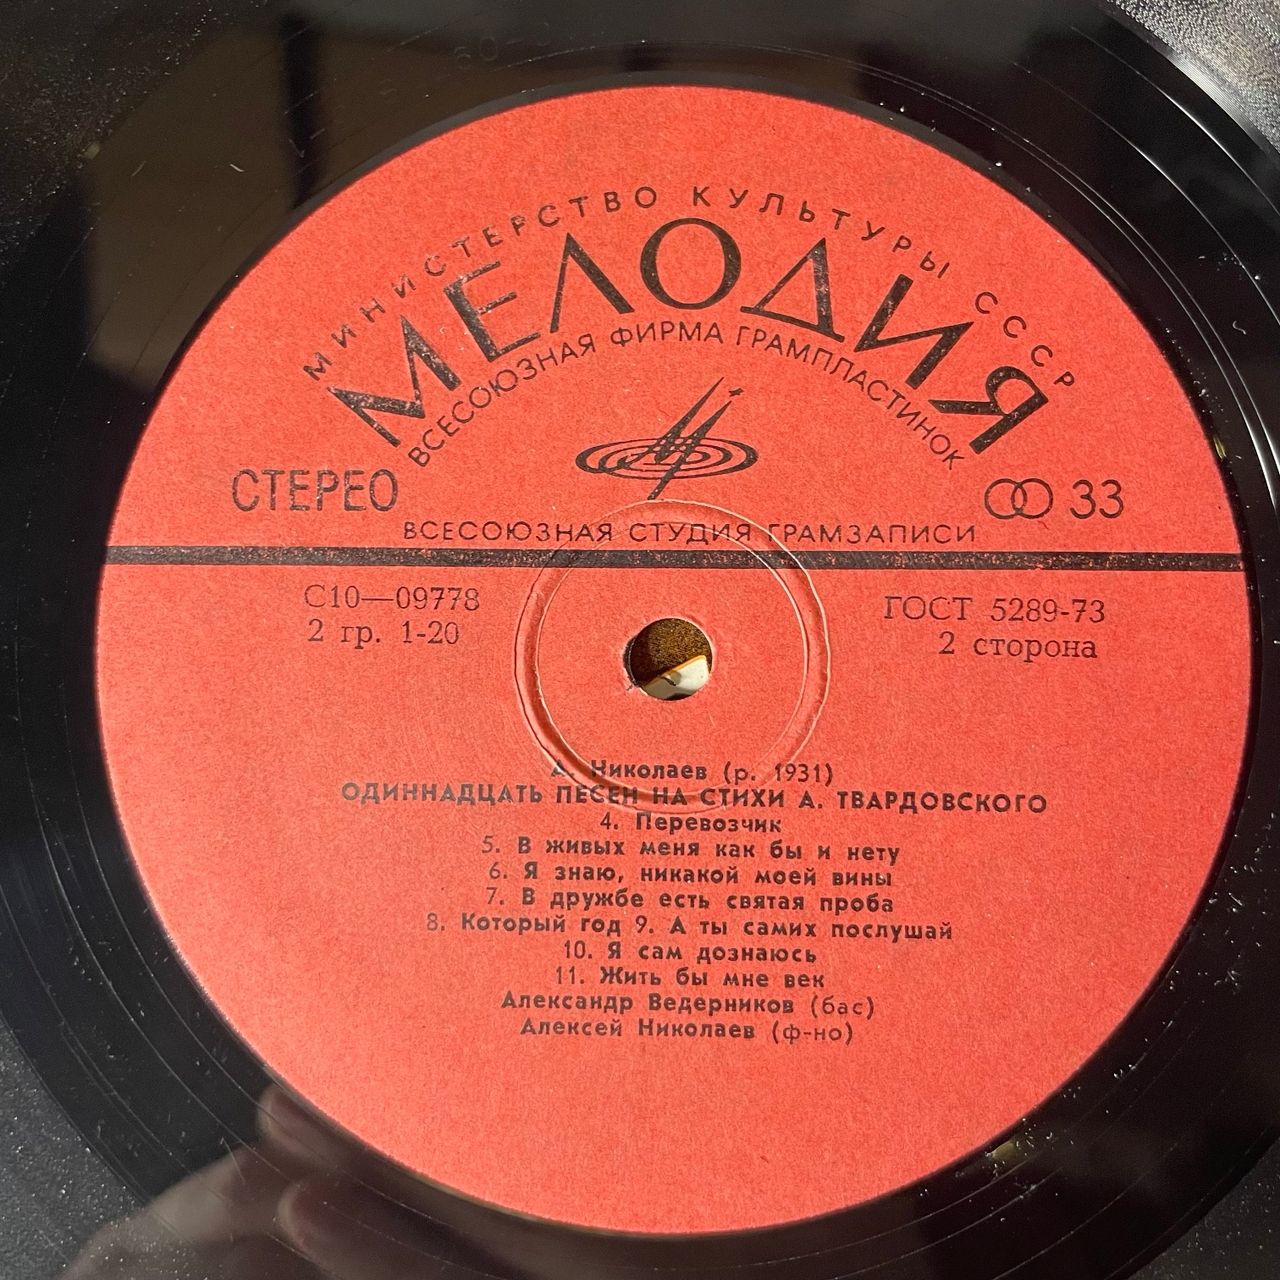 МИНИСТЕРСТВО КУЛЬТУРЫ СССР
МЕЛОДИЯ
ВСЕСОЮЗНАЯ ФИРМА ГРАМПЛАСТИНОК
СТЕРЕО
33
ВСЕСОЮЗНАЯ СТУДИЯ ГРАМЗАПИСИ
С10—09778
ГОСТ 5289-73
2 гр. 1-20
2 сторона
А. Николаев (р. 1931)
ОДИННАДЦАТЬ ПЕСЕН НА СТИХИ А. ТВАРДОВСКОГО
4. Перевозчик
5. В живых меня как бы и нету
6. Я знаю, никакой моей вины
7. В дружбе есть святая проба
8. Который год 9. А ты самих послушай
10. Я сам дознаюсь
11. Жить бы мне век
Александр Ведерников (бас)
Алексей Николаев (ф-но)